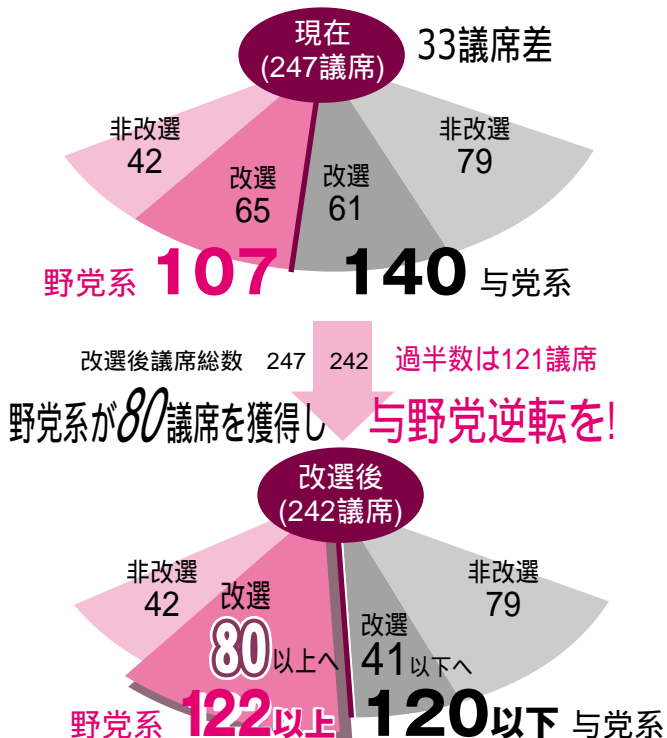 現在
(247議席)
33議席差
非改選
42
改選
65
改選
61
非改選
79
野党系 107
140 与党系
改選後議席総数 247 242 過半数は121議席
野党系が80議席を獲得し 与野党逆転を!
改選後
(242議席)
非改選
42
改選
80以上へ
改選
41以下へ
非改選
79
野党系 122以上
120以下 与党系